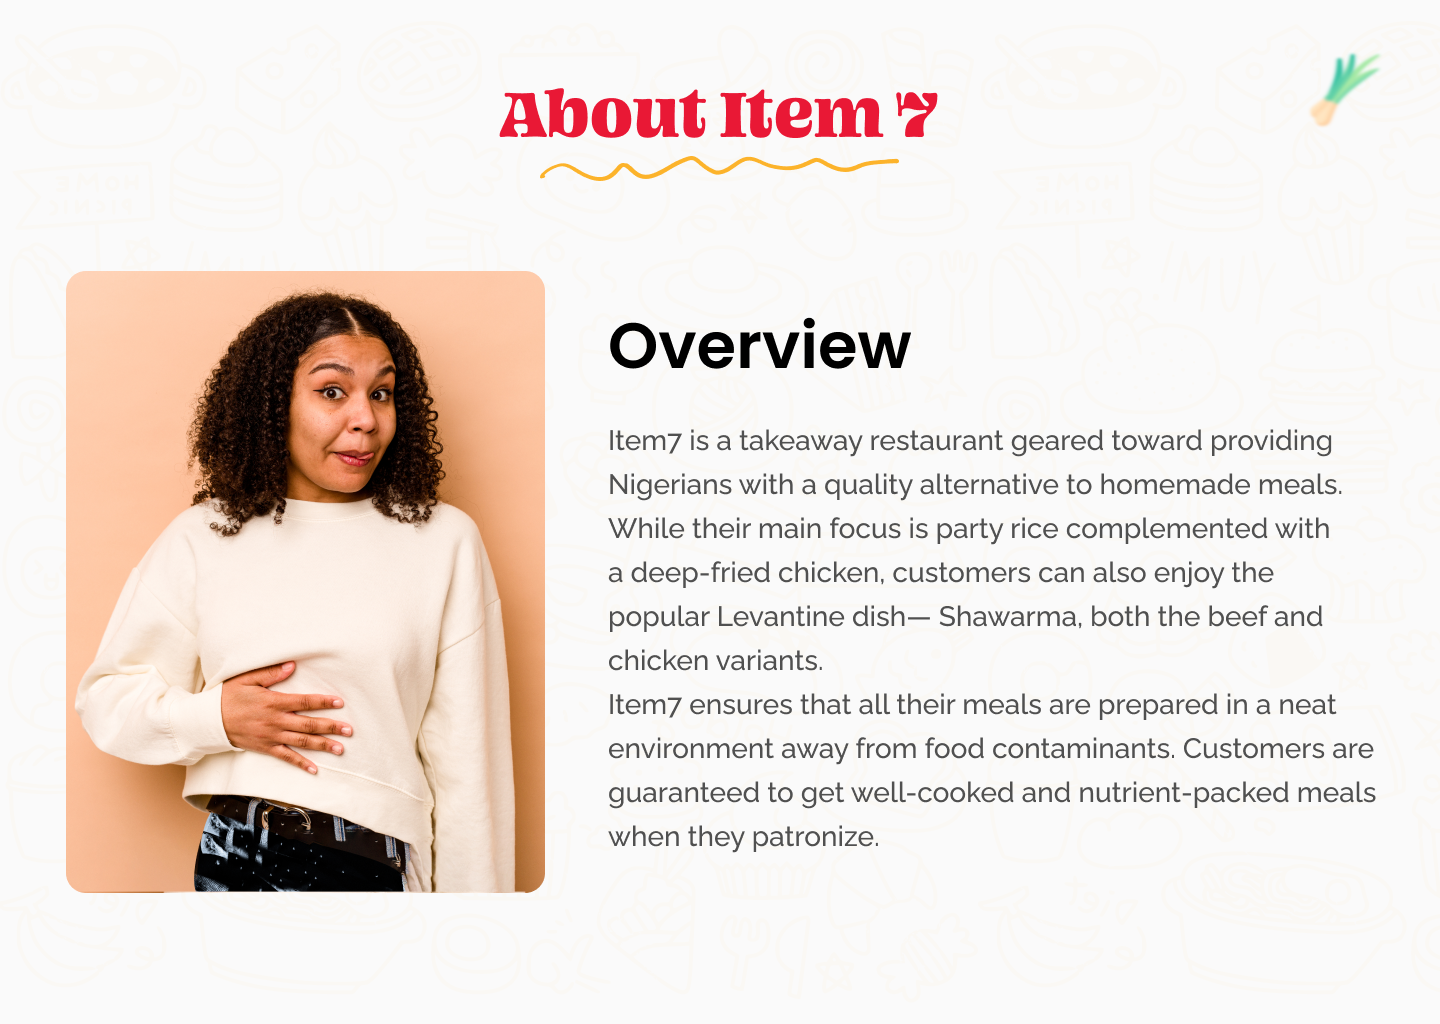 About Item 7
Overview
Item7 is a takeaway restaurant geared toward providing
Nigerians with a quality alternative to homemade meals.
While their main focus is party rice complemented with
a deep-fried chicken, customers can also enjoy the
popular Levantine dish— Shawarma, both the beef and
chicken variants.
Item7 ensures that all their meals are prepared in a neat
environment away from food contaminants. Customers are
guaranteed to get well-cooked and nutrient-packed meals
when they patronize.